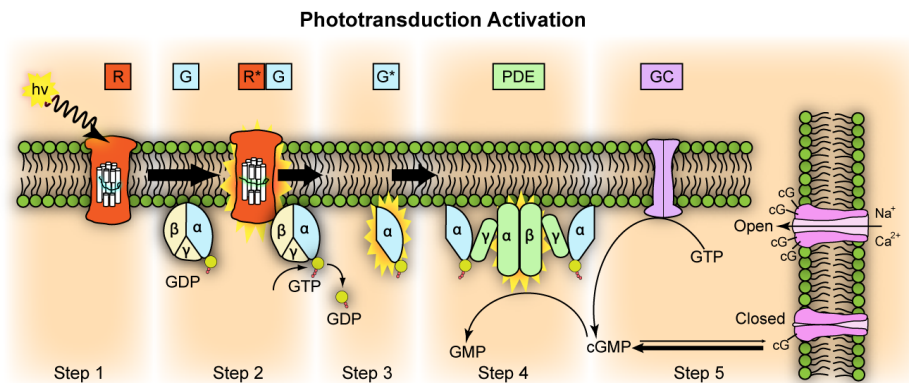 Phototransduction Activation
hν
R
G
R* G
G*
PDE
GC
β α
γ
GDP
β α
γ
GTP
GDP
α
α γ α β γ α
GMP
cGMP
GTP
cG
cG
Open
cG
cG
Na⁺
Ca²⁺
Closed
cG
Step 1
Step 2
Step 3
Step 4
Step 5